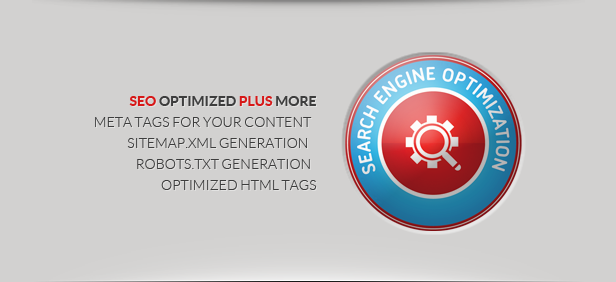 SEO OPTIMIZED PLUS MORE
META TAGS FOR YOUR CONTENT
SITEMAP.XML GENERATION
ROBOTS.TXT GENERATION
OPTIMIZED HTML TAGS
SEARCH ENGINE OPTIMIZATION